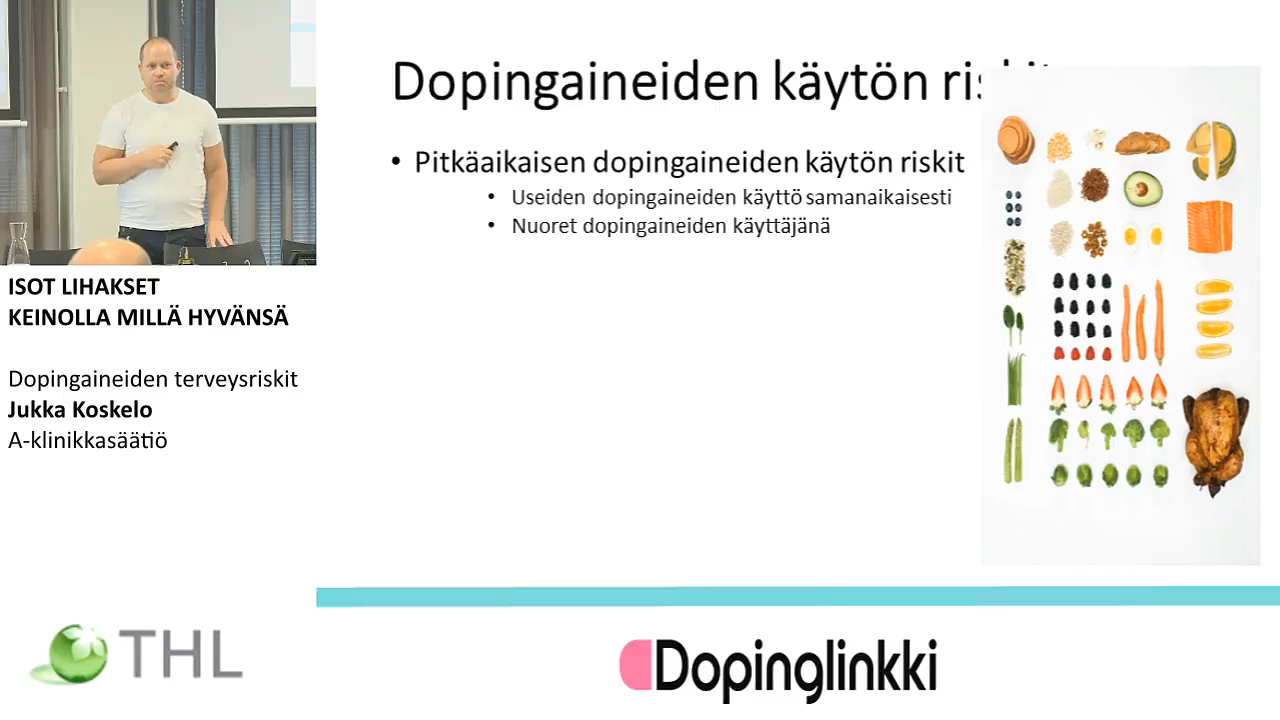 ISOT LIHAKSET
KEINOLLA MILLÄ HYVÄNSÄ
Dopingaineiden terveysriskit
Jukka Koskelo
A-klinikkasäätiö
THL
Dopingaineiden käytön riskit
• Pitkäaikaisen dopingaineiden käytön riskit
• Useiden dopingaineiden käyttö samanaikaisesti
• Nuoret dopingaineiden käyttäjänä
Dopinglinkki